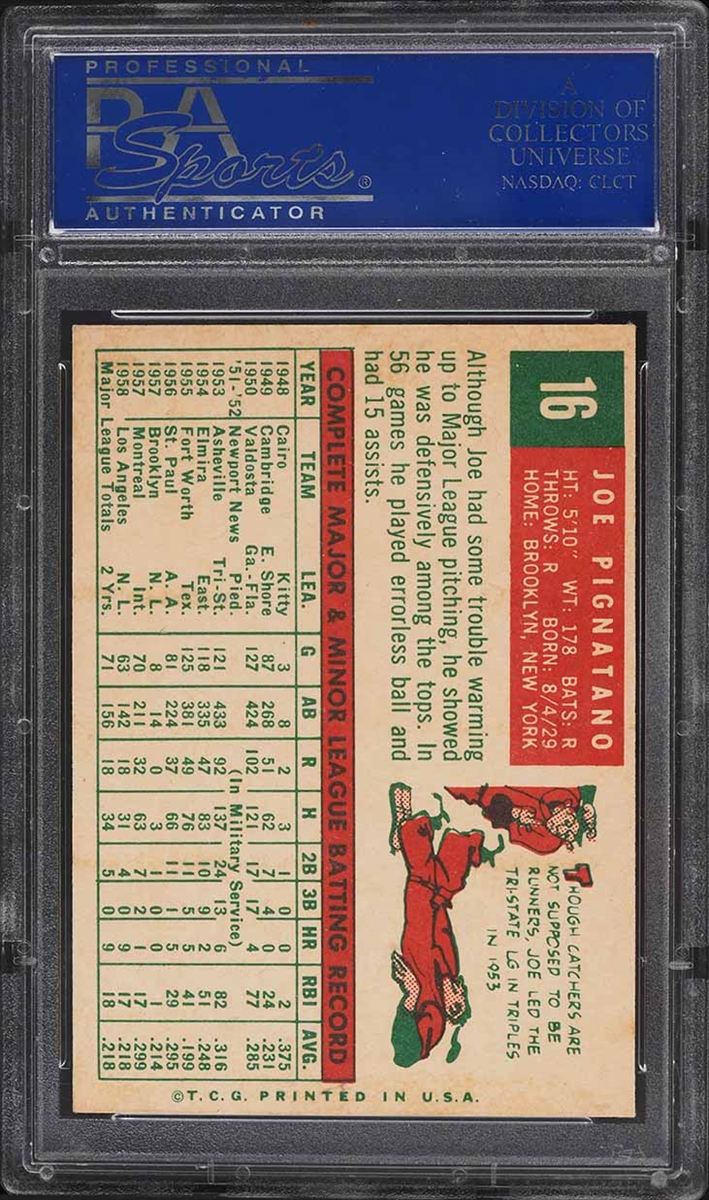 PROFESSIONAL
PSA
Sports®
AUTHENTICATOR
A
DIVISION OF
COLLECTORS
UNIVERSE
NASDAQ: CLCT
16
JOE PIGNATANO
HT: 5'10" WT: 178 BATS: R
THROWS: R BORN: 8/4/29
HOME: BROOKLYN, NEW YORK
Although Joe had some trouble warming
up to Major League pitching, he showed
he was defensively among the tops. In
56 games he played errorless ball and
had 15 assists.
THOUGH CATCHERS ARE
NOT SUPPOSED TO BE
RUNNERS, JOE LED THE
TRI-STATE LG IN TRIPLES
IN 1953
COMPLETE MAJOR & MINOR LEAGUE BATTING RECORD
YEAR TEAM LEA. G AB R H 2B 3B HR RBI AVG.
1948 Cairo Kitty 3 8 2 3 1 0 0 2 .375
1949 Cambridge E. Shore 87 268 51 62 7 4 0 24 .231
1950 Valdosta Ga.-Fla. 127 424 102 121 17 17 4 77 .285
'51-'52 Newport News Pied. (In Military Service)
1953 Asheville Tri-St. 121 433 92 137 24 13 6 82 .316
1954 Elmira East. 118 335 47 83 10 9 2 51 .248
1955 Fort Worth Tex. 125 381 49 76 11 5 5 41 .199
1956 St. Paul A. A. 81 224 37 66 11 1 5 29 .295
1957 Brooklyn N. L. 8 14 0 3 1 0 0 1 .214
1957 Montreal Int. 70 211 32 63 7 2 1 17 .299
1958 Los Angeles N. L. 63 142 18 31 4 0 9 17 .218
Major League Totals 2 Yrs. 71 156 18 34 5 0 9 18 .218
©T.C.G. PRINTED IN U.S.A.